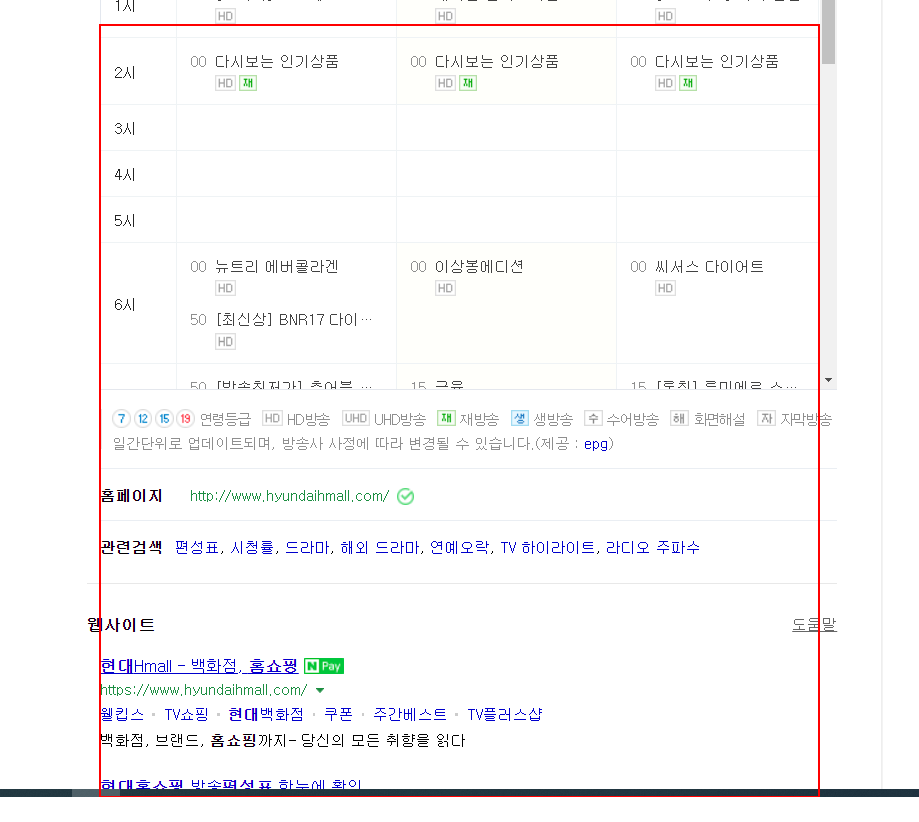 1시
HD HD HD
2시 00 다시보는 인기상품 00 다시보는 인기상품 00 다시보는 인기상품
HD 재 HD 재 HD 재
3시
4시
5시
00 뉴트리 에버콜라겐 00 이상봉에디션 00 씨서스 다이어트
HD HD HD
6시
50 [최신상] BNR17 다이…
HD
7 12 15 19 연령등급 HD HD방송 UHD UHD방송 재 재방송 생 생방송 수 수어방송 해 화면해설 자 자막방송
일간단위로 업데이트되며, 방송사 사정에 따라 변경될 수 있습니다.(제공 : epg)
홈페이지 http://www.hyundaihmall.com/
관련검색 편성표, 시청률, 드라마, 해외 드라마, 연예오락, TV 하이라이트, 라디오 주파수
웹사이트 도움말
현대Hmall - 백화점, 홈쇼핑 N Pay
https://www.hyundaihmall.com/
웰킵스 · TV쇼핑 · 현대백화점 · 쿠폰 · 주간베스트 · TV플러스샵
백화점, 브랜드, 홈쇼핑까지- 당신의 모든 취향을 읽다
현대홈쇼핑 방송편성표 한눈에 확인